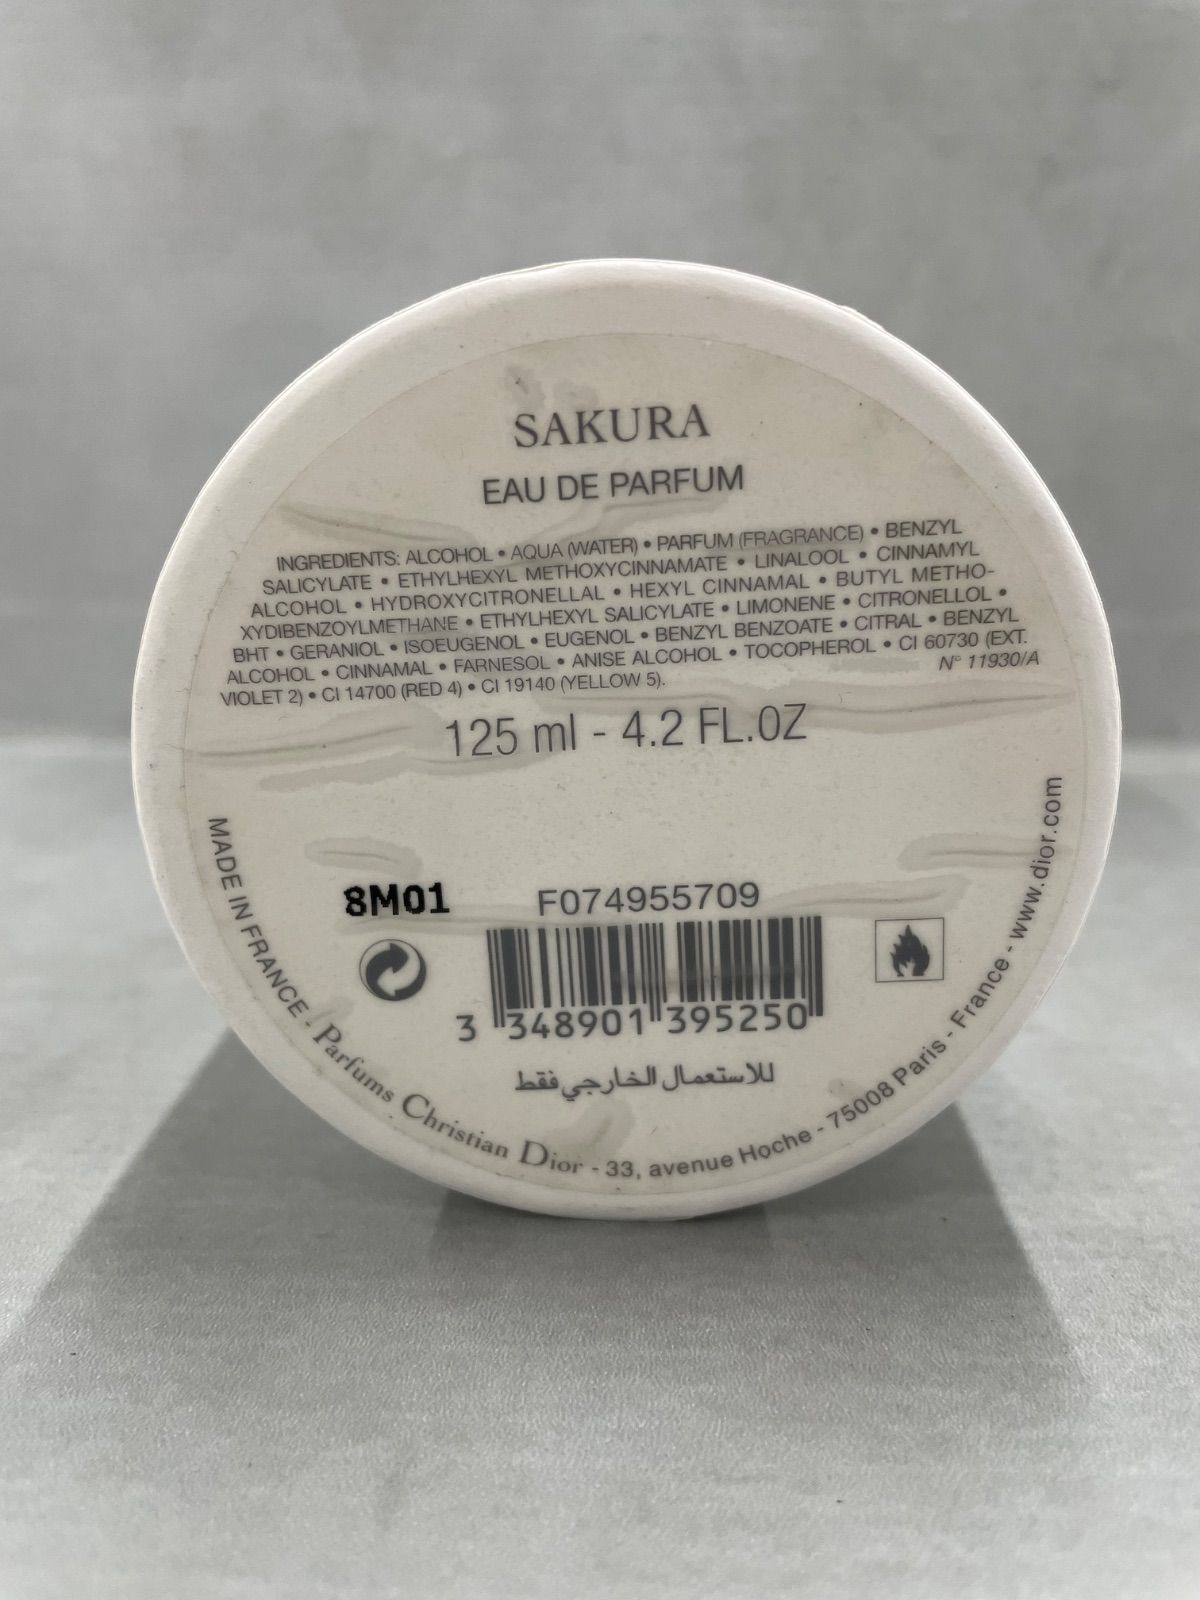 SAKURA
EAU DE PARFUM
INGREDIENTS: ALCOHOL • AQUA (WATER) • PARFUM (FRAGRANCE) • BENZYL
SALICYLATE • ETHYLHEXYL METHOXYCINNAMATE • LINALOOL • CINNAMYL
ALCOHOL • HYDROXYCITRONELLAL • HEXYL CINNAMAL • BUTYL METHO-
XYDIBENZOYLMETHANE • ETHYLHEXYL SALICYLATE • LIMONENE • CITRONELLOL •
BHT • GERANIOL • ISOEUGENOL • EUGENOL • BENZYL BENZOATE • CITRAL • BENZYL
ALCOHOL • CINNAMAL • FARNESOL • ANISE ALCOHOL • TOCOPHEROL • CI 60730 (EXT.
VIOLET 2) • CI 14700 (RED 4) • CI 19140 (YELLOW 5).
N° 11930/A
125 ml - 4.2 FL.OZ
8M01
F074955709
3 348901 395250
للاستعمال الخارجي فقط
MADE IN FRANCE - Parfums Christian Dior - 33, avenue Hoche - 75008 Paris - France - www.dior.com